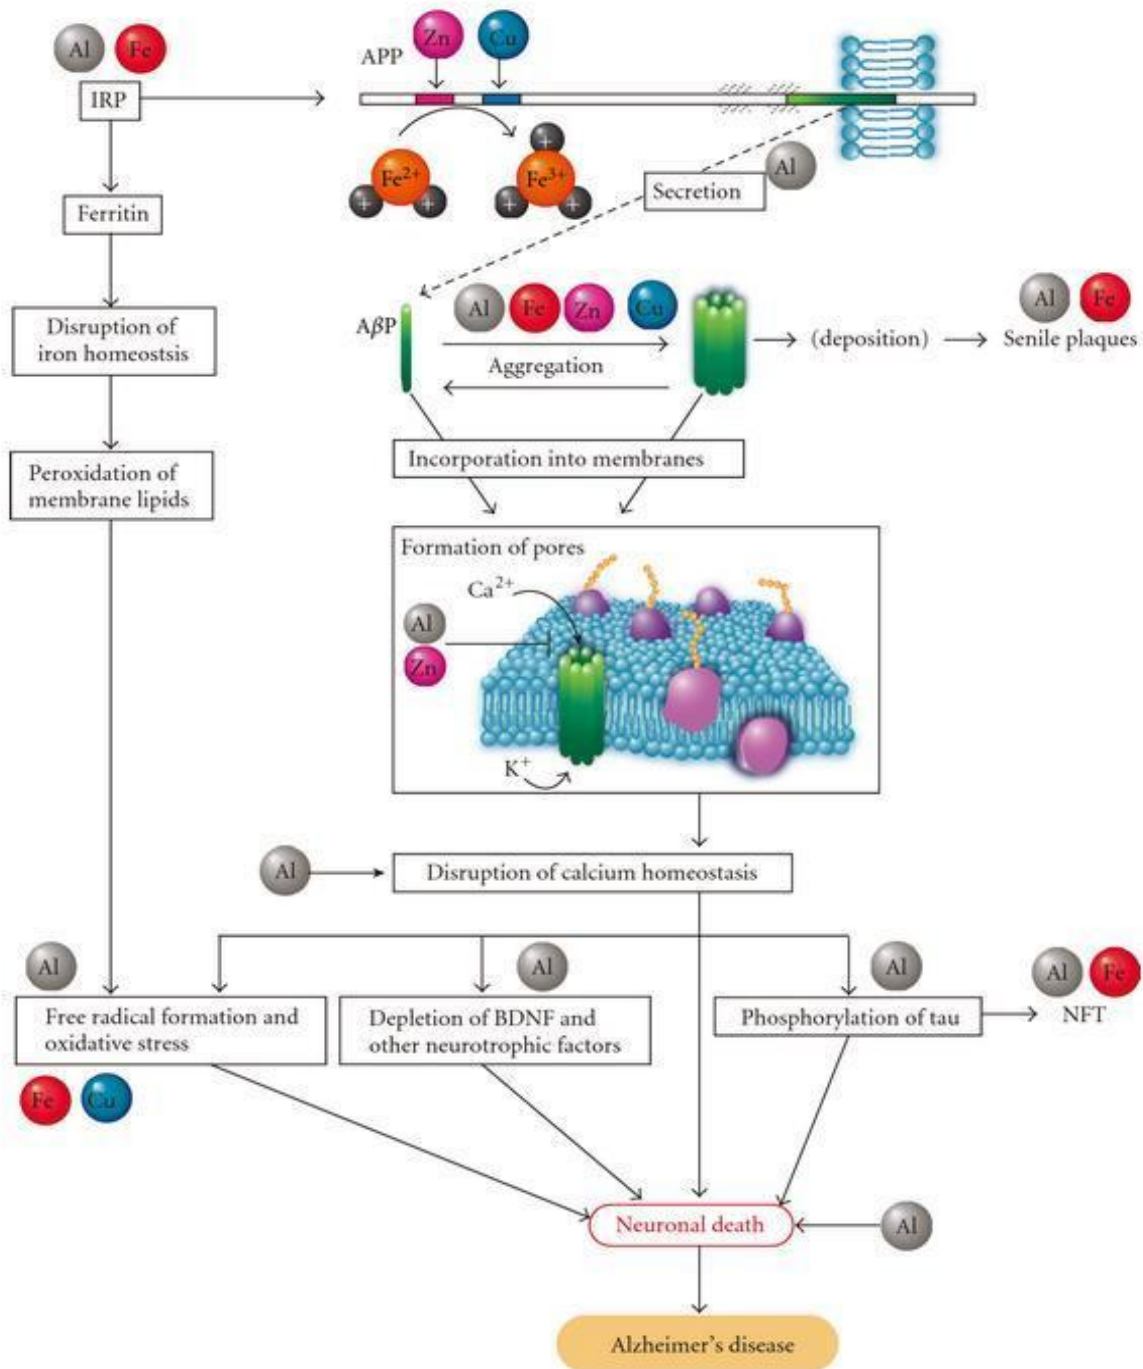 Al Fe
IRP
Ferritin
Disruption of
iron homeostsis
Peroxidation of
membrane lipids
APP
Zn Cu
Fe2+ Fe3+
+ + + + +
Al
Secretion
AβP
Al Fe Zn Cu
Aggregation
(deposition)
Al Fe
Senile plaques
Incorporation into membranes
Formation of pores
Ca2+
Al
Zn
K+
Al
Disruption of calcium homeostasis
Al
Free radical formation and
oxidative stress
Fe Cu
Al
Depletion of BDNF and
other neurotrophic factors
Al
Phosphorylation of tau
Al Fe
NFT
Neuronal death
Al
Alzheimer's disease